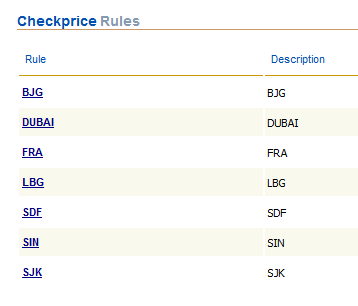 Checkprice Rules
Rule Description
BJG BJG
DUBAI DUBAI
FRA FRA
LBG LBG
SDF SDF
SIN SIN
SJK SJK